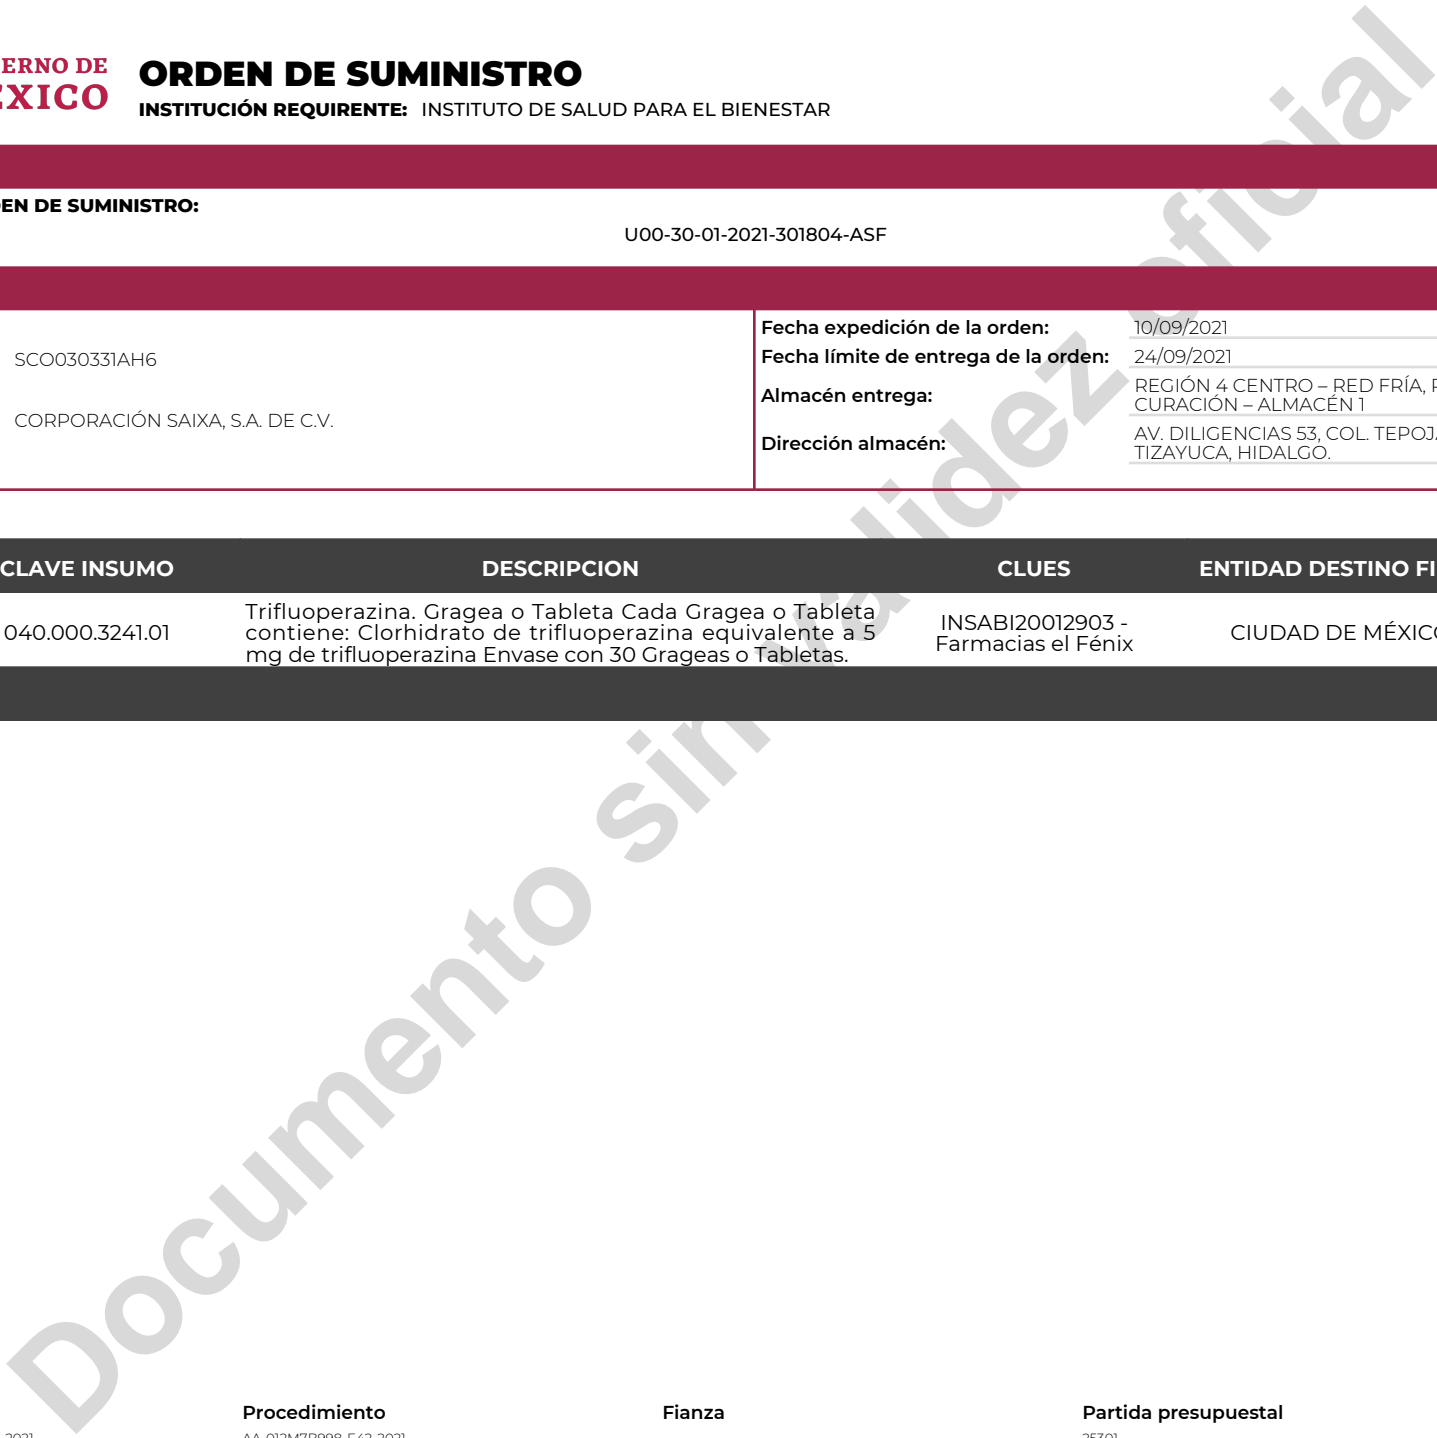 ERNO DE
ÉXICO
ORDEN DE SUMINISTRO
INSTITUCIÓN REQUIRENTE: INSTITUTO DE SALUD PARA EL BIENESTAR
EN DE SUMINISTRO:
U00-30-01-2021-301804-ASF
SCO030331AH6
CORPORACIÓN SAIXA, S.A. DE C.V.
Fecha expedición de la orden: 10/09/2021
Fecha límite de entrega de la orden: 24/09/2021
Almacén entrega: REGIÓN 4 CENTRO – RED FRÍA,
CURACIÓN – ALMACÉN 1
Dirección almacén: AV. DILIGENCIAS 53, COL. TEPOJA
TIZAYUCA, HIDALGO.
CLAVE INSUMO DESCRIPCION CLUES ENTIDAD DESTINO FI
040.000.3241.01
Trifluoperazina. Gragea o Tableta Cada Gragea o Tableta
contiene: Clorhidrato de trifluoperazina equivalente a 5
mg de trifluoperazina Envase con 30 Grageas o Tabletas.
INSABI20012903 -
Farmacias el Fénix
CIUDAD DE MÉXICO
Documento sin validez oficial
Procedimiento Fianza Partida presupuestal